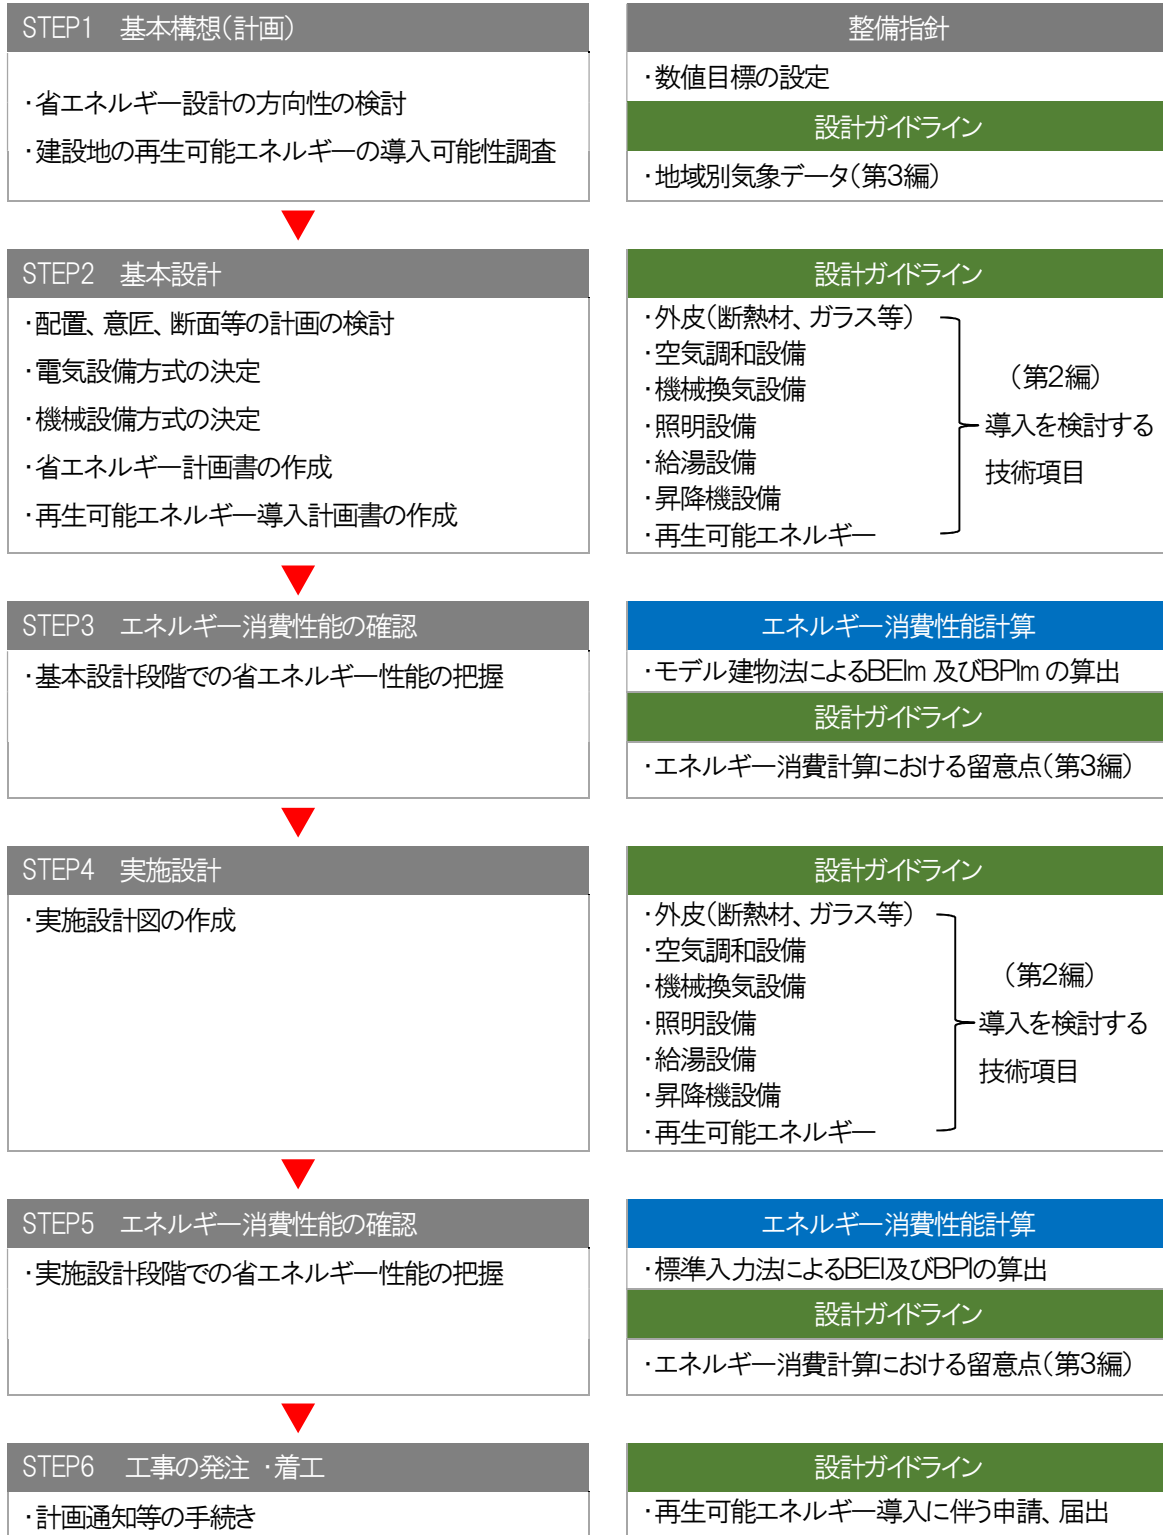 STEP1　基本構想（計画）
・省エネルギー設計の方向性の検討
・建設地の再生可能エネルギーの導入可能性調査
整備指針
・数値目標の設定
設計ガイドライン
・地域別気象データ（第3編）
STEP2　基本設計
・配置、意匠、断面等の計画の検討
・電気設備方式の決定
・機械設備方式の決定
・省エネルギー計画書の作成
・再生可能エネルギー導入計画書の作成
設計ガイドライン
・外皮（断熱材、ガラス等）
・空気調和設備
・機械換気設備
・照明設備
・給湯設備
・昇降機設備
・再生可能エネルギー
（第2編）
導入を検討する
技術項目
STEP3　エネルギー消費性能の確認
・基本設計段階での省エネルギー性能の把握
エネルギー消費性能計算
・モデル建物法によるBEIm 及びBPIm の算出
設計ガイドライン
・エネルギー消費計算における留意点（第3編）
STEP4　実施設計
・実施設計図の作成
設計ガイドライン
・外皮（断熱材、ガラス等）
・空気調和設備
・機械換気設備
・照明設備
・給湯設備
・昇降機設備
・再生可能エネルギー
（第2編）
導入を検討する
技術項目
STEP5　エネルギー消費性能の確認
・実施設計段階での省エネルギー性能の把握
エネルギー消費性能計算
・標準入力法によるBEI及びBPIの算出
設計ガイドライン
・エネルギー消費計算における留意点（第3編）
STEP6　工事の発注 ・着工
・計画通知等の手続き
設計ガイドライン
・再生可能エネルギー導入に伴う申請、届出